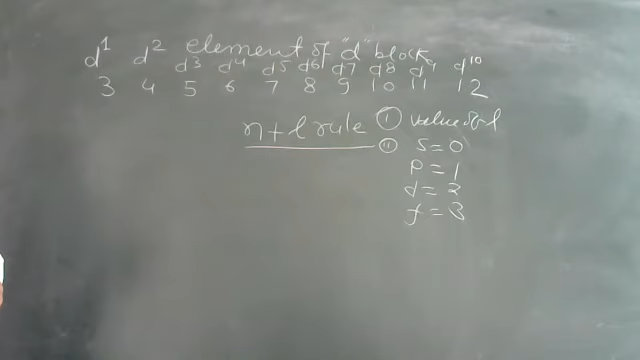 element of "d" block
d¹ d² d3 d4 d5 d6 d7 d8 d9 d10
3 4 5 6 7 8 9 10 11 12
n+l rule ① value of l
② s=0
p=1
d=2
f=3